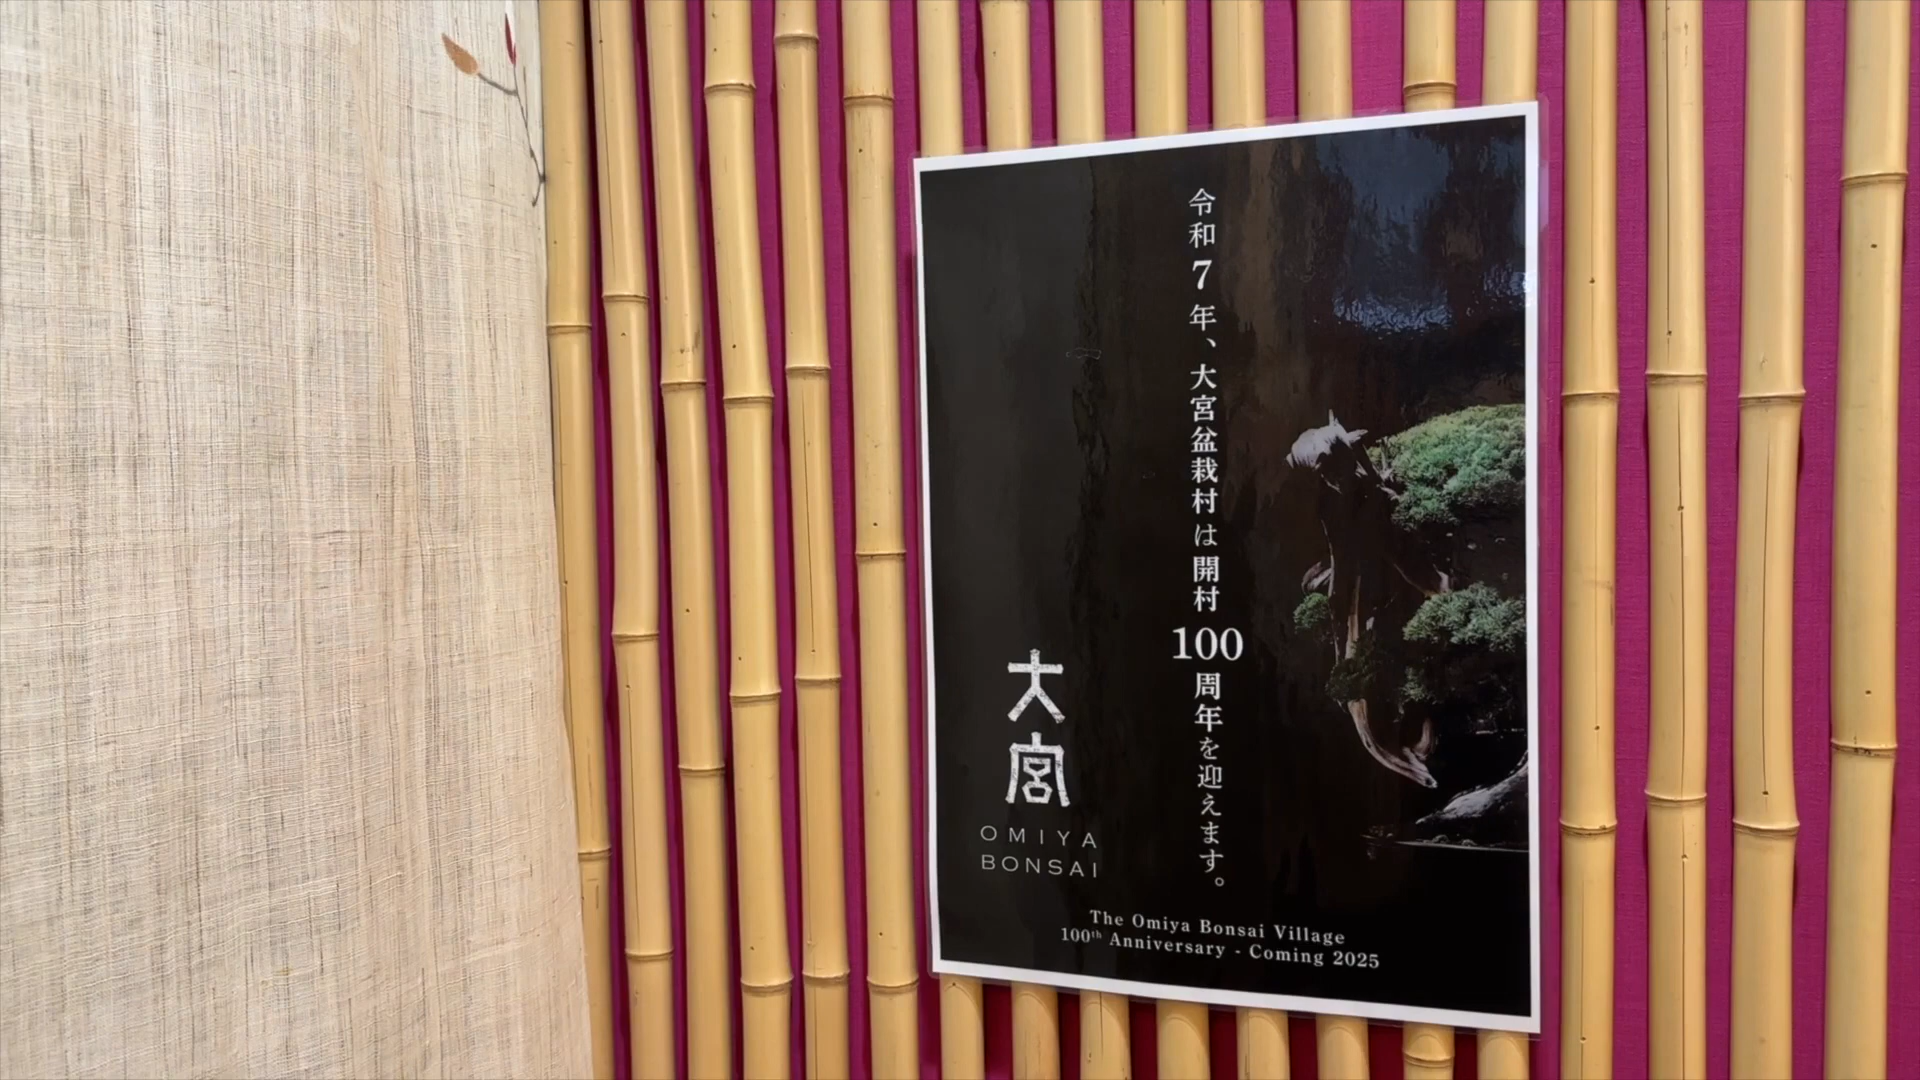 令和7年、大宮盆栽村は開村100周年を迎えます。
大宮
OMIYA
BONSAI
The Omiya Bonsai Village
100th Anniversary - Coming 2025